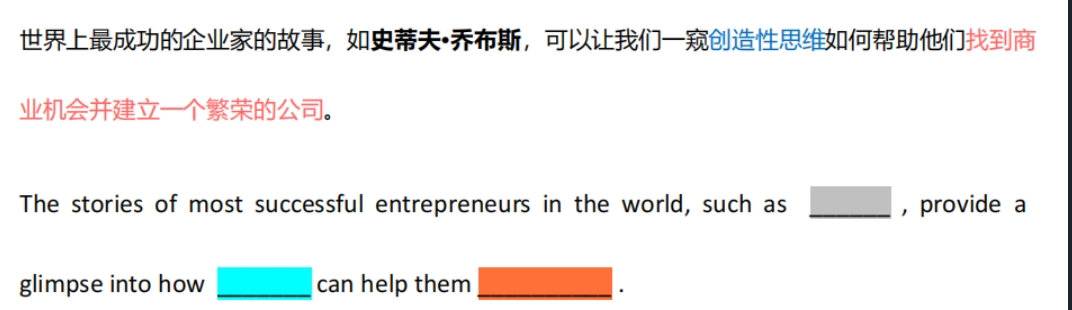 世界上最成功的企业家的故事，如史蒂夫•乔布斯，可以让我们一窥创造性思维如何帮助他们找到商
业机会并建立一个繁荣的公司。
The stories of most successful entrepreneurs in the world, such as ______ , provide a
glimpse into how _______ can help them __________ .